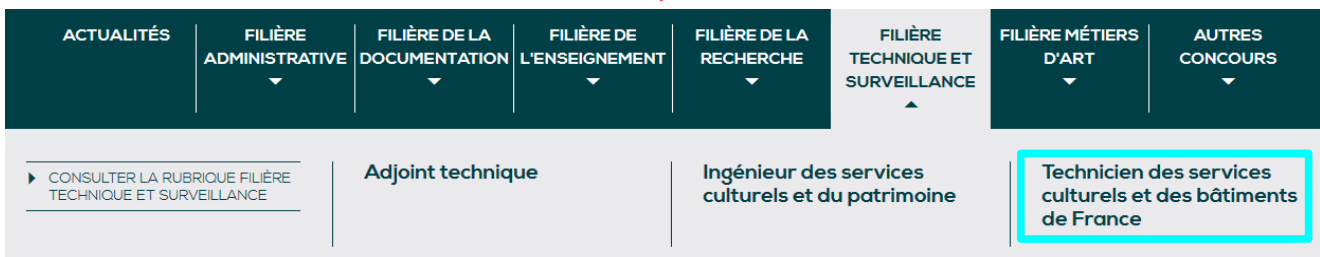 ACTUALITÉS
FILIÈRE
ADMINISTRATIVE
FILIÈRE DE LA
DOCUMENTATION
FILIÈRE DE
L'ENSEIGNEMENT
FILIÈRE DE LA
RECHERCHE
FILIÈRE
TECHNIQUE ET
SURVEILLANCE
FILIÈRE MÉTIERS
D'ART
AUTRES
CONCOURS
CONSULTER LA RUBRIQUE FILIÈRE
TECHNIQUE ET SURVEILLANCE
Adjoint technique
Ingénieur des services
culturels et du patrimoine
Technicien des services
culturels et des bâtiments
de France